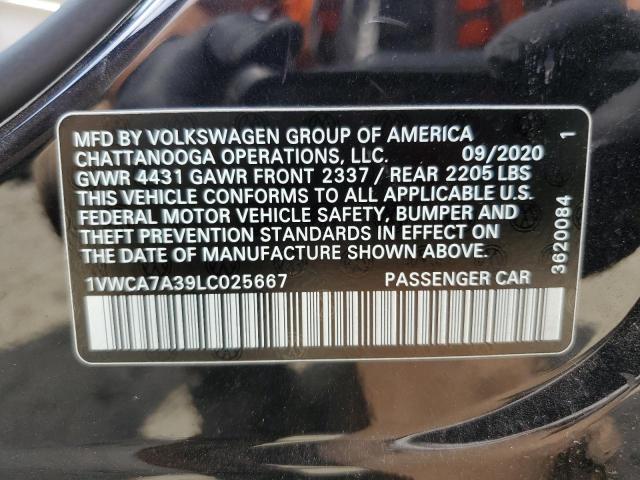 MFD BY VOLKSWAGEN GROUP OF AMERICA
CHATTANOOGA OPERATIONS, LLC. 09/2020
GVWR 4431 GAWR FRONT 2337 / REAR 2205 LBS
THIS VEHICLE CONFORMS TO ALL APPLICABLE U.S.
FEDERAL MOTOR VEHICLE SAFETY, BUMPER AND
THEFT PREVENTION STANDARDS IN EFFECT ON
THE DATE OF MANUFACTURE SHOWN ABOVE.
1VWCA7A39LC025667 PASSENGER CAR
3620084 1